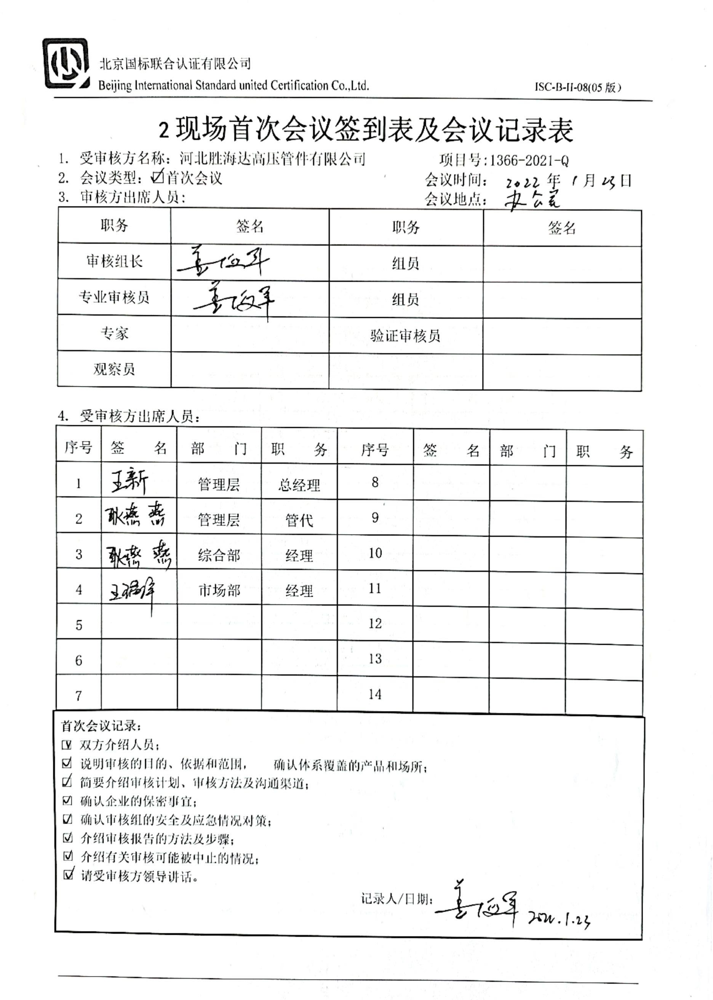 北京国标联合认证有限公司
Beijing International Standard united Certification Co.,Ltd.
ISC-B-II-08(05 版)
2 现场首次会议签到表及会议记录表
1. 受审核方名称：河北胜海达高压管件有限公司 项目号:1366-2021-Q
2. 会议类型：☑首次会议 会议时间： 2022 年 1 月 23 日
3. 审核方出席人员： 会议地点： 办公室
职务 签名 职务 签名
审核组长 组员
专业审核员 组员
专家 验证审核员
观察员
4. 受审核方出席人员：
序号 签 名 部 门 职 务 序号 签 名 部 门 职 务
1 王新 管理层 总经理 8
2 耿燕燕 管理层 管代 9
3 耿燕燕 综合部 经理 10
4 市场部 经理 11
5 12
6 13
7 14
首次会议记录：
☑ 双方介绍人员；
☑ 说明审核的目的、依据和范围， 确认体系覆盖的产品和场所；
☑ 简要介绍审核计划、审核方法及沟通渠道；
☑ 确认企业的保密事宜；
☑ 确认审核组的安全及应急情况对策；
☑ 介绍审核报告的方法及步骤；
☑ 介绍有关审核可能被中止的情况；
☑ 请受审核方领导讲话。
记录人/日期： 2022.1.23